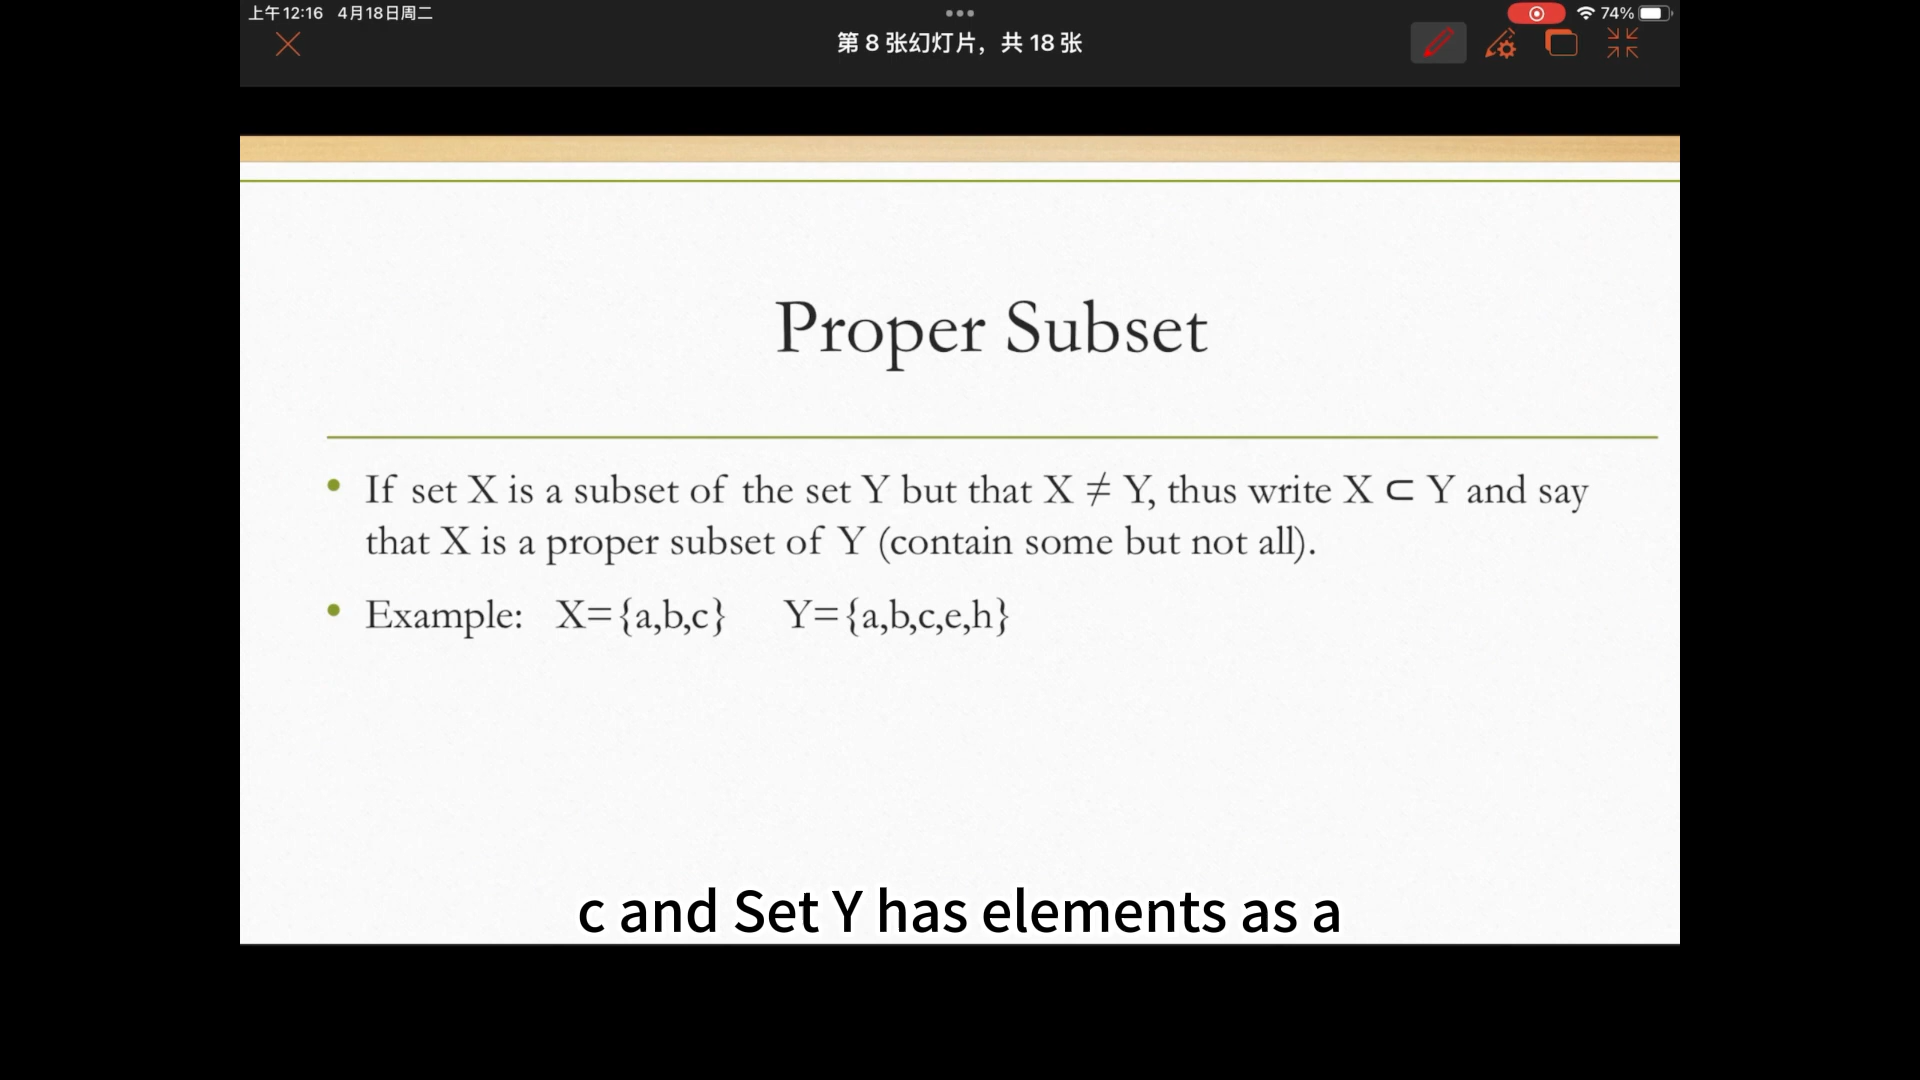 上午12:16 4月18日周二
74%
第 8 张幻灯片，共 18 张
Proper Subset
• If set X is a subset of the set Y but that X ≠ Y, thus write X ⊂ Y and say
that X is a proper subset of Y (contain some but not all).
• Example: X={a,b,c} Y={a,b,c,e,h}
c and Set Y has elements as a